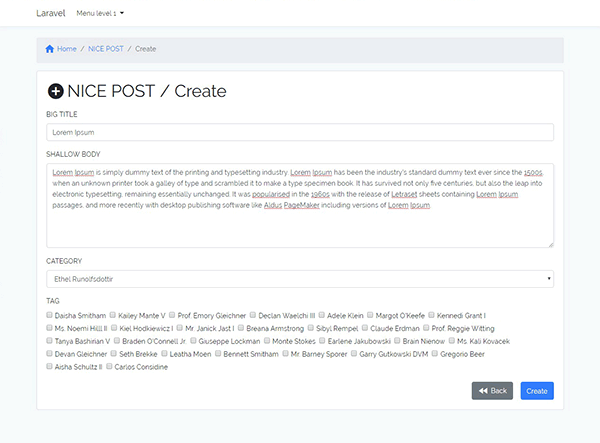 Laravel Menu level 1
Home / NICE POST / Create
NICE POST / Create
BIG TITLE
Lorem Ipsum
SHALLOW BODY
Lorem Ipsum is simply dummy text of the printing and typesetting industry. Lorem Ipsum has been the industry's standard dummy text ever since the 1500s,
when an unknown printer took a galley of type and scrambled it to make a type specimen book. It has survived not only five centuries, but also the leap into
electronic typesetting, remaining essentially unchanged. It was popularised in the 1960s with the release of Letraset sheets containing Lorem Ipsum
passages, and more recently with desktop publishing software like Aldus PageMaker including versions of Lorem Ipsum.
CATEGORY
Ethel Runolfsdottir
TAG
Daisha Smitham Kailey Mante V Prof. Emory Gleichner Declan Waelchi III Adele Klein Margot O'Keefe Kennedi Grant I
Ms. Noemi Hilll II Kiel Hodkiewicz I Mr. Janick Jast I Breana Armstrong Sibyl Rempel Claude Erdman Prof. Reggie Witting
Tanya Bashirian V Braden O'Connell Jr. Giuseppe Lockman Monte Stokes Earlene Jakubowski Brain Nienow Ms. Kali Kovacek
Devan Gleichner Seth Brekke Leatha Moen Bennett Smitham Mr. Barney Sporer Garry Gutkowski DVM Gregorio Beer
Aisha Schultz II Carlos Considine
Back Create